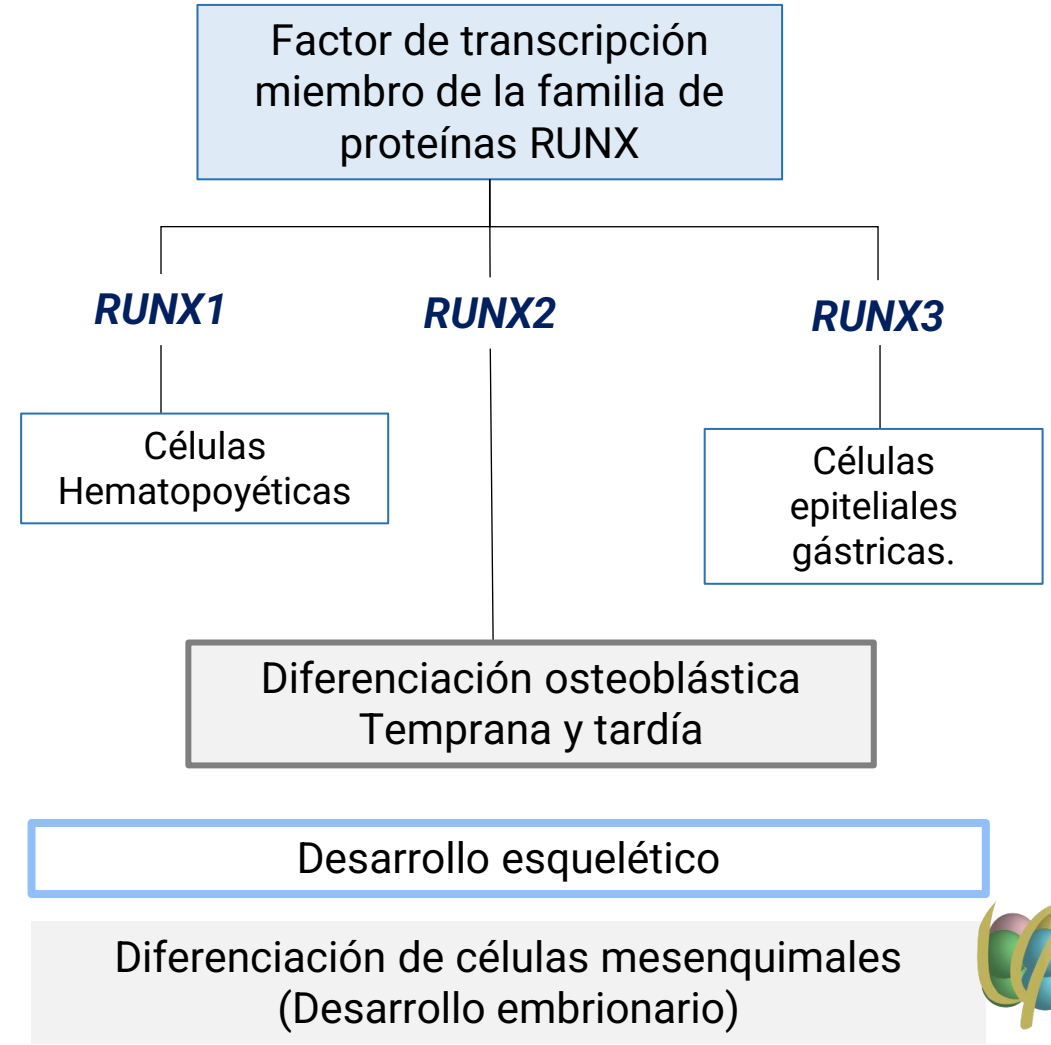 Factor de transcripción
miembro de la familia de
proteínas RUNX
RUNX1
RUNX2
RUNX3
Células
Hematopoyéticas
Células
epiteliales
gástricas.
Diferenciación osteoblástica
Temprana y tardía
Desarrollo esquelético
Diferenciación de células mesenquimales
(Desarrollo embrionario)